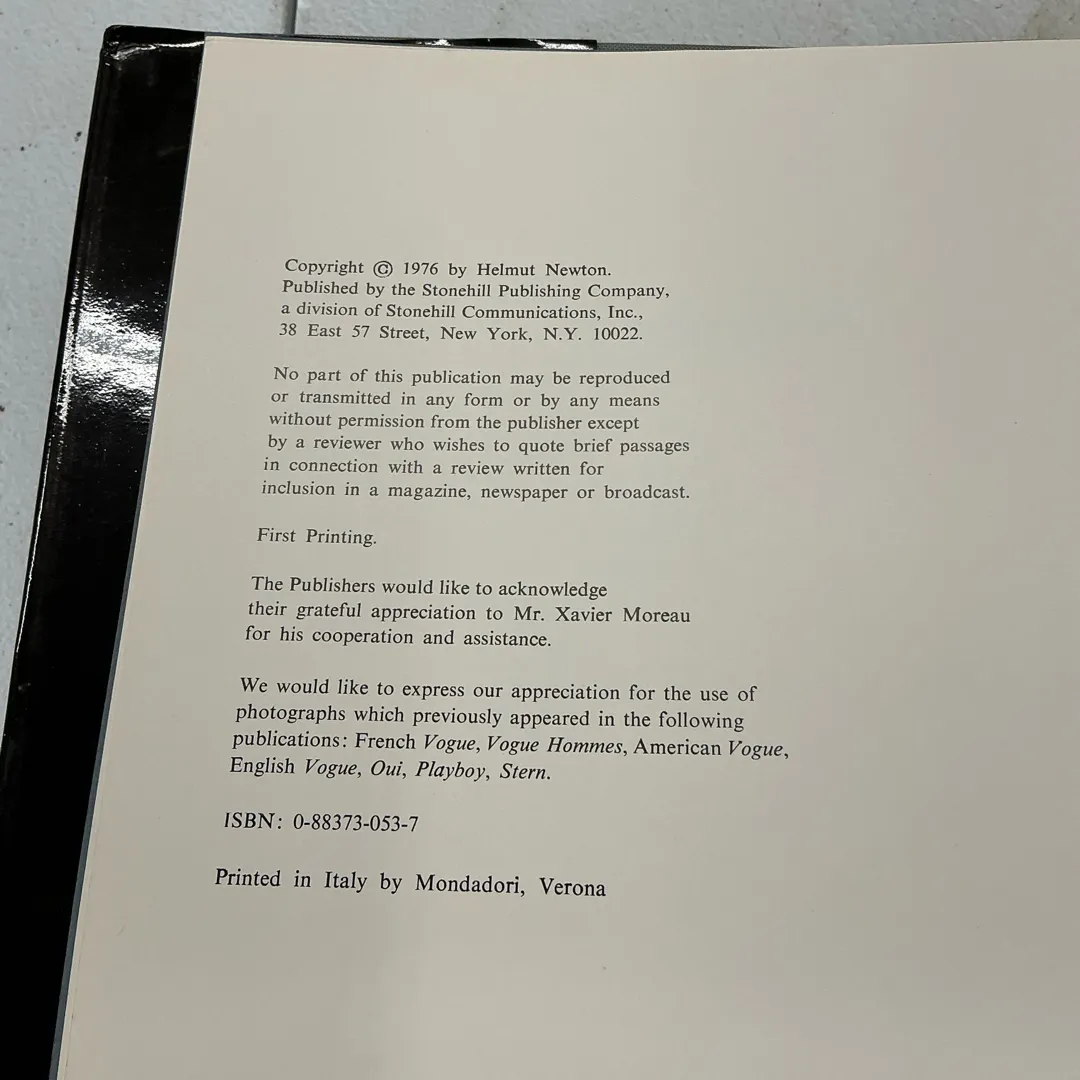 Copyright © 1976 by Helmut Newton.
Published by the Stonehill Publishing Company,
a division of Stonehill Communications, Inc.,
38 East 57 Street, New York, N.Y. 10022.
No part of this publication may be reproduced
or transmitted in any form or by any means
without permission from the publisher except
by a reviewer who wishes to quote brief passages
in connection with a review written for
inclusion in a magazine, newspaper or broadcast.
First Printing.
The Publishers would like to acknowledge
their grateful appreciation to Mr. Xavier Moreau
for his cooperation and assistance.
We would like to express our appreciation for the use of
photographs which previously appeared in the following
publications: French Vogue, Vogue Hommes, American Vogue,
English Vogue, Oui, Playboy, Stern.
ISBN: 0-88373-053-7
Printed in Italy by Mondadori, Verona